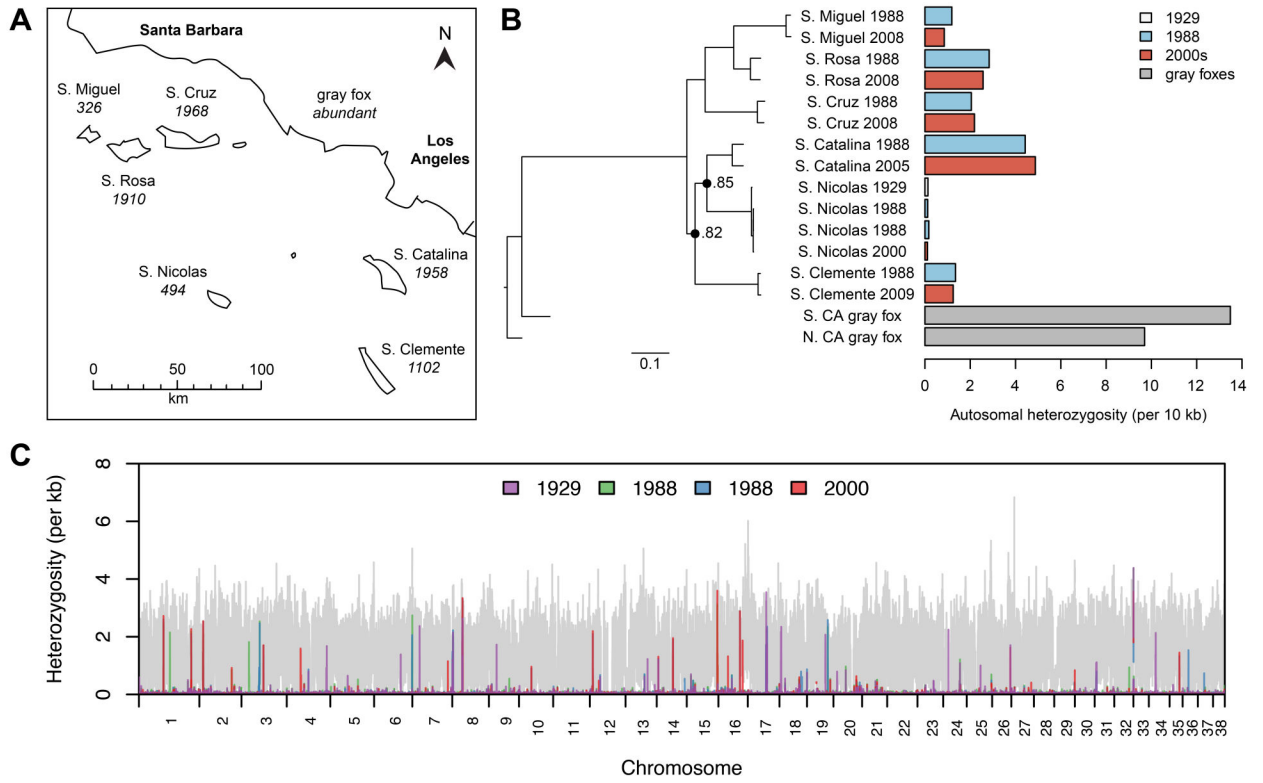 A
Santa Barbara
N
S. Miguel
326
S. Cruz
1968
gray fox
abundant
Los
Angeles
S. Rosa
1910
S. Nicolas
494
S. Catalina
1958
S. Clemente
1102
0 50 100
km
B
S. Miguel 1988
S. Miguel 2008
S. Rosa 1988
S. Rosa 2008
S. Cruz 1988
S. Cruz 2008
S. Catalina 1988
S. Catalina 2005
S. Nicolas 1929
S. Nicolas 1988
S. Nicolas 1988
S. Nicolas 2000
S. Clemente 1988
S. Clemente 2009
S. CA gray fox
N. CA gray fox
.85
.82
0.1
1929
1988
2000s
gray foxes
0 2 4 6 8 10 12 14
Autosomal heterozygosity (per 10 kb)
C
Heterozygosity (per kb)
8
6
4
2
0
1929 1988 1988 2000
1 2 3 4 5 6 7 8 9 10 11 12 13 14 15 16 17 18 19 20 21 22 23 24 25 26 27 28 29 30 31 32 33 34 35 36 37 38
Chromosome